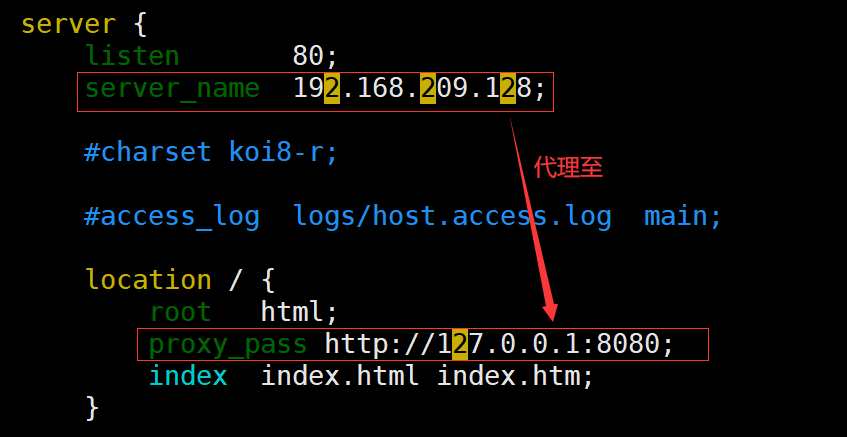 server {
listen 80;
server_name 192.168.209.128;
#charset koi8-r;
代理至
#access_log logs/host.access.log main;
location / {
root html;
proxy_pass http://127.0.0.1:8080;
index index.html index.htm;
}